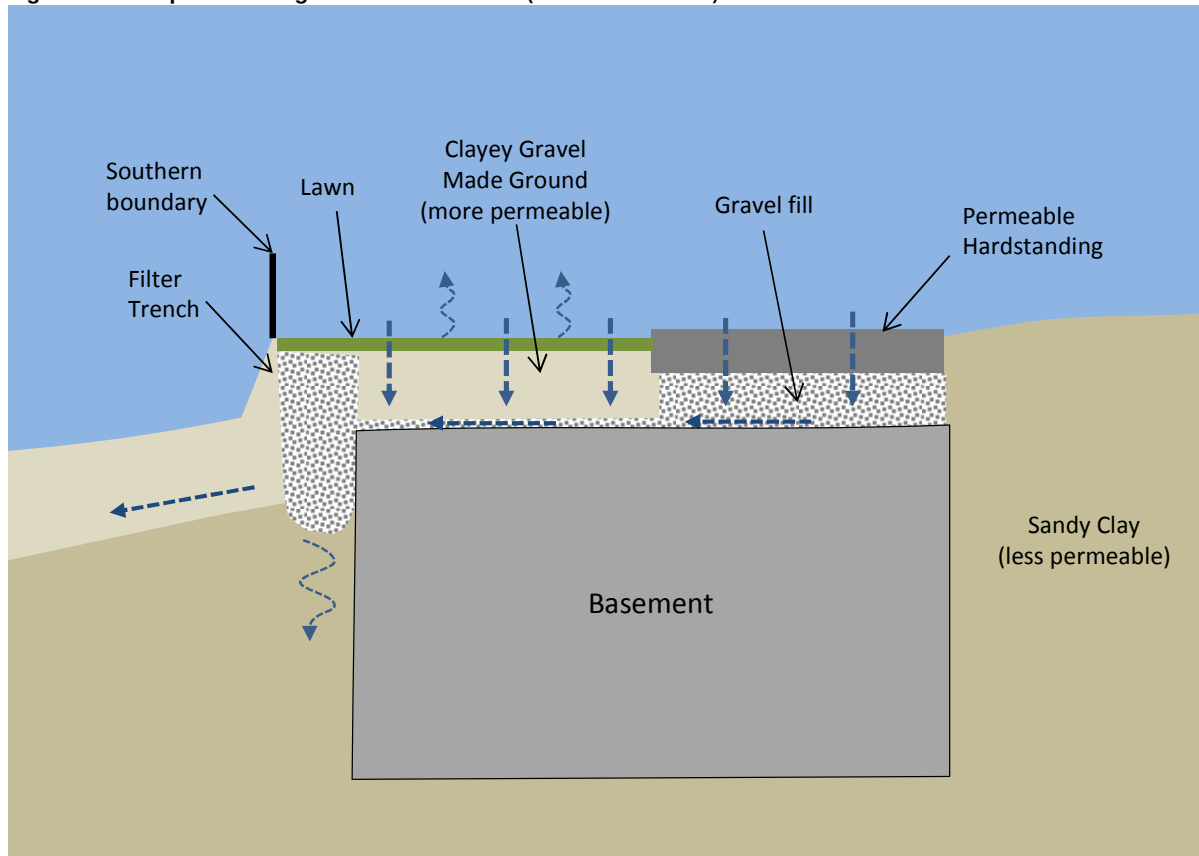 Southern
boundary
Lawn
Clayey Gravel
Made Ground
(more permeable)
Gravel fill
Permeable
Hardstanding
Filter
Trench
Sandy Clay
(less permeable)
Basement